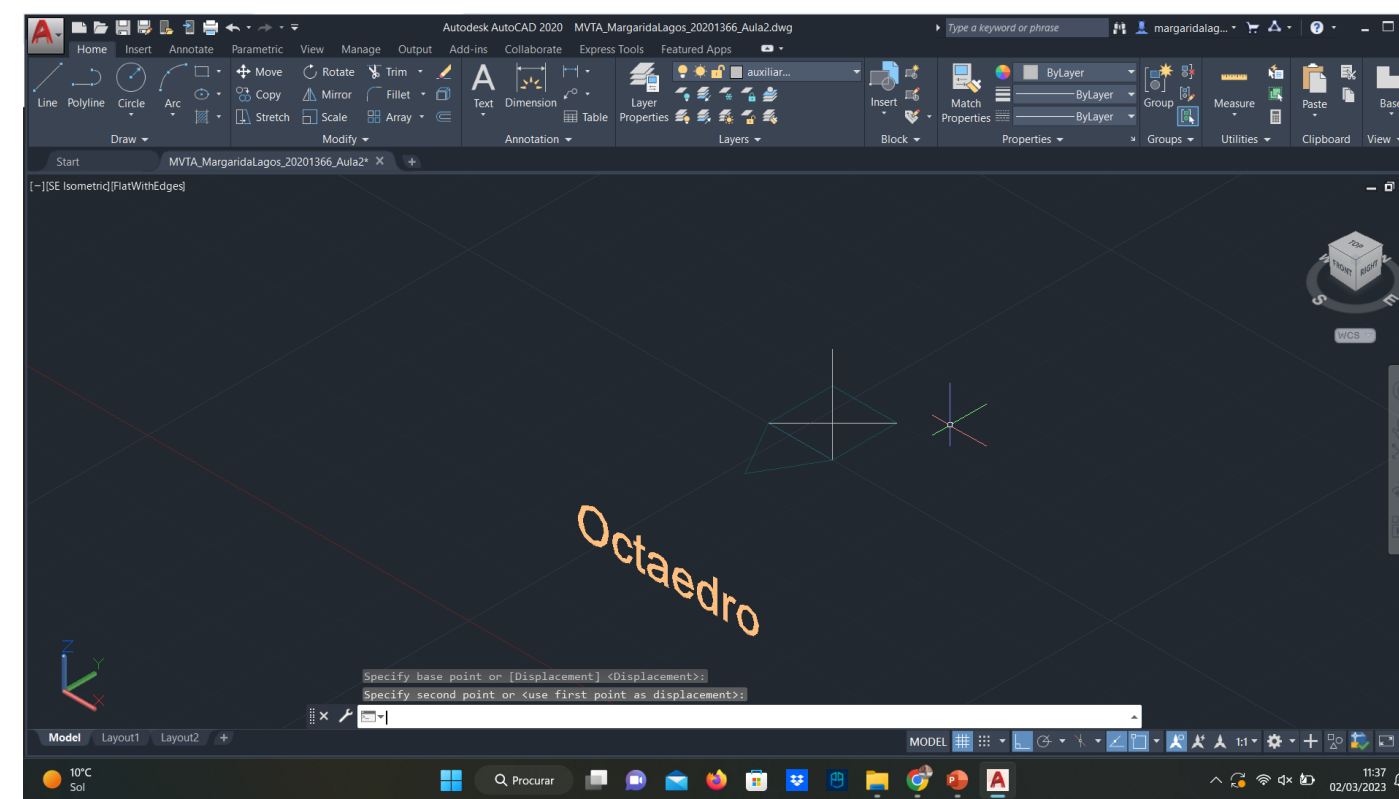 A Autodesk AutoCAD 2020 MVTA_MargaridaLagos_20201366_Aula2.dwg Type a keyword or phrase margaridalag...
Home Insert Annotate Parametric View Manage Output Add-ins Collaborate Express Tools Featured Apps
Move Rotate Trim auxiliar... ByLayer
Copy Mirror Fillet ByLayer
Line Polyline Circle Arc Text Dimension Layer Insert Match Group Measure Paste Base
Stretch Scale Array Table Properties Properties ByLayer
Draw Modify Annotation Layers Block Properties Groups Utilities Clipboard View
Start MVTA_MargaridaLagos_20201366_Aula2* +
[−][SE Isometric][FlatWithEdges]
TOP
FRONT RIGHT
S E
WCS
Octaedro
Z
Y
X
Specify base point or [Displacement] <Displacement>:
Specify second point or <use first point as displacement>:
Model Layout1 Layout2 + MODEL 1:1
10°C
Sol
Procurar
A
11:37
02/03/2023